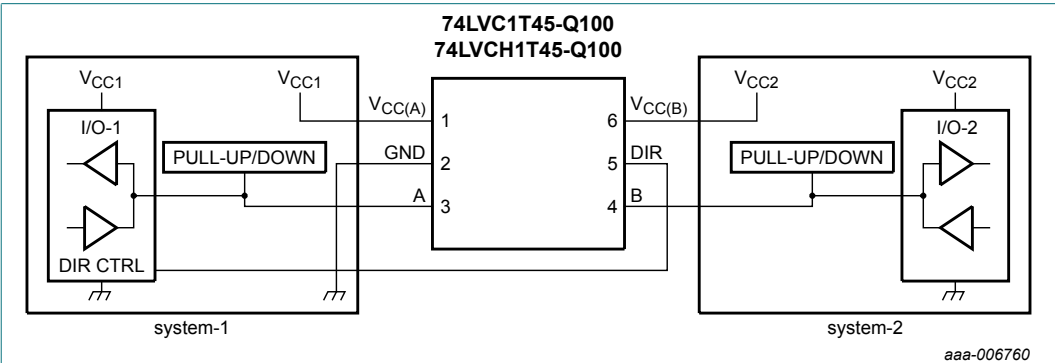 74LVC1T45-Q100
74LVCH1T45-Q100
VCC1
VCC1
VCC(A)
VCC(B)
VCC2
VCC2
I/O-1
1
6
I/O-2
PULL-UP/DOWN
GND
2
5
DIR
PULL-UP/DOWN
A
3
4
B
DIR CTRL
system-1
system-2
aaa-006760